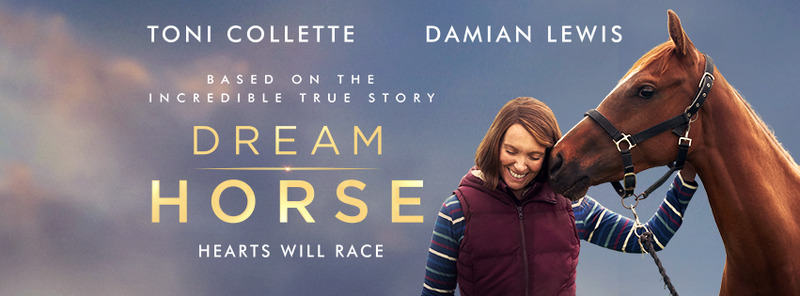 TONI COLLETTE DAMIAN LEWIS
BASED ON THE
INCREDIBLE TRUE STORY
DREAM
HORSE
HEARTS WILL RACE